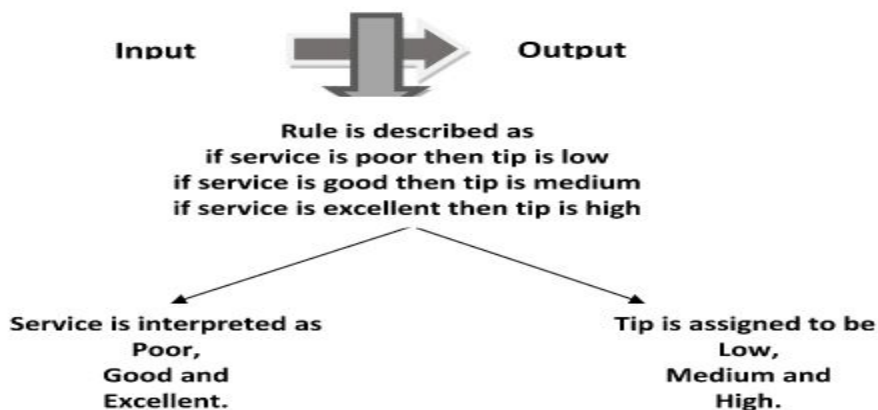 Input
Output
Rule is described as
if service is poor then tip is low
if service is good then tip is medium
if service is excellent then tip is high
Service is interpreted as
Poor,
Good and
Excellent.
Tip is assigned to be
Low,
Medium and
High.